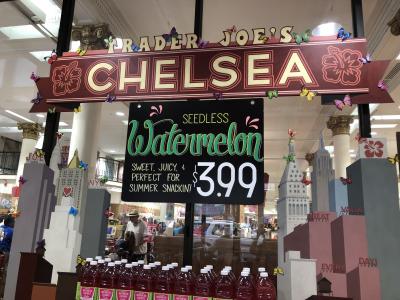 TRADER JOE'S
CHELSEA
SEEDLESS
Watermelon
SWEET, JUICY, +
PERFECT FOR
SUMMER SNACKIN'!
$3.99